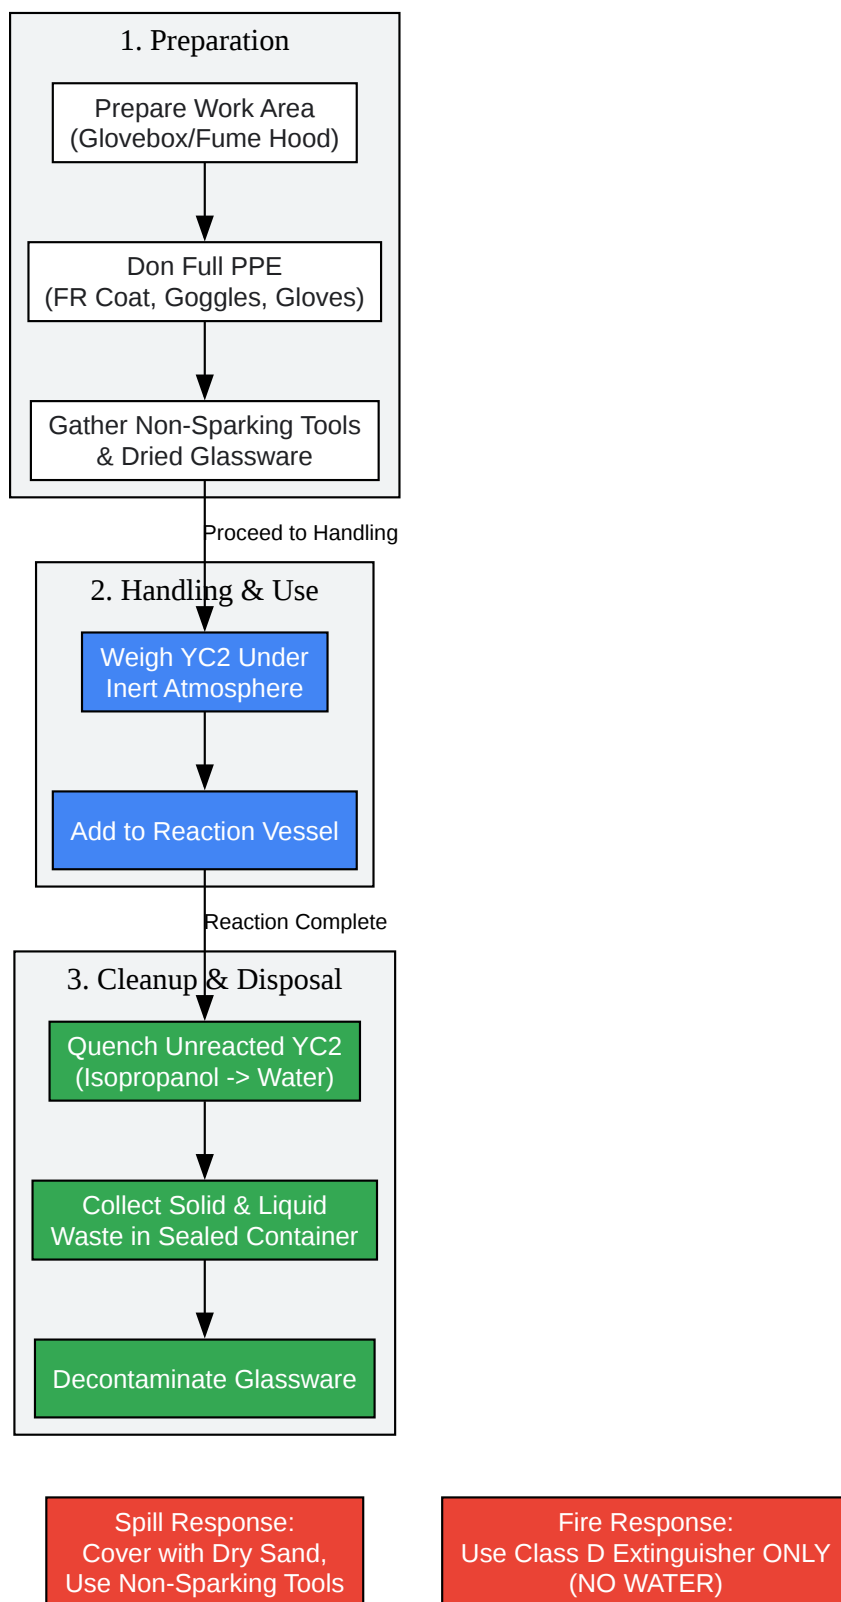 1. Preparation
Prepare Work Area
(Glovebox/Fume Hood)
Don Full PPE
(FR Coat, Goggles, Gloves)
Gather Non-Sparking Tools
& Dried Glassware
Proceed to Handling
2. Handling & Use
Weigh YC2 Under
Inert Atmosphere
Add to Reaction Vessel
Reaction Complete
3. Cleanup & Disposal
Quench Unreacted YC2
(Isopropanol -> Water)
Collect Solid & Liquid
Waste in Sealed Container
Decontaminate Glassware
Spill Response:
Cover with Dry Sand,
Use Non-Sparking Tools
Fire Response:
Use Class D Extinguisher ONLY
(NO WATER)